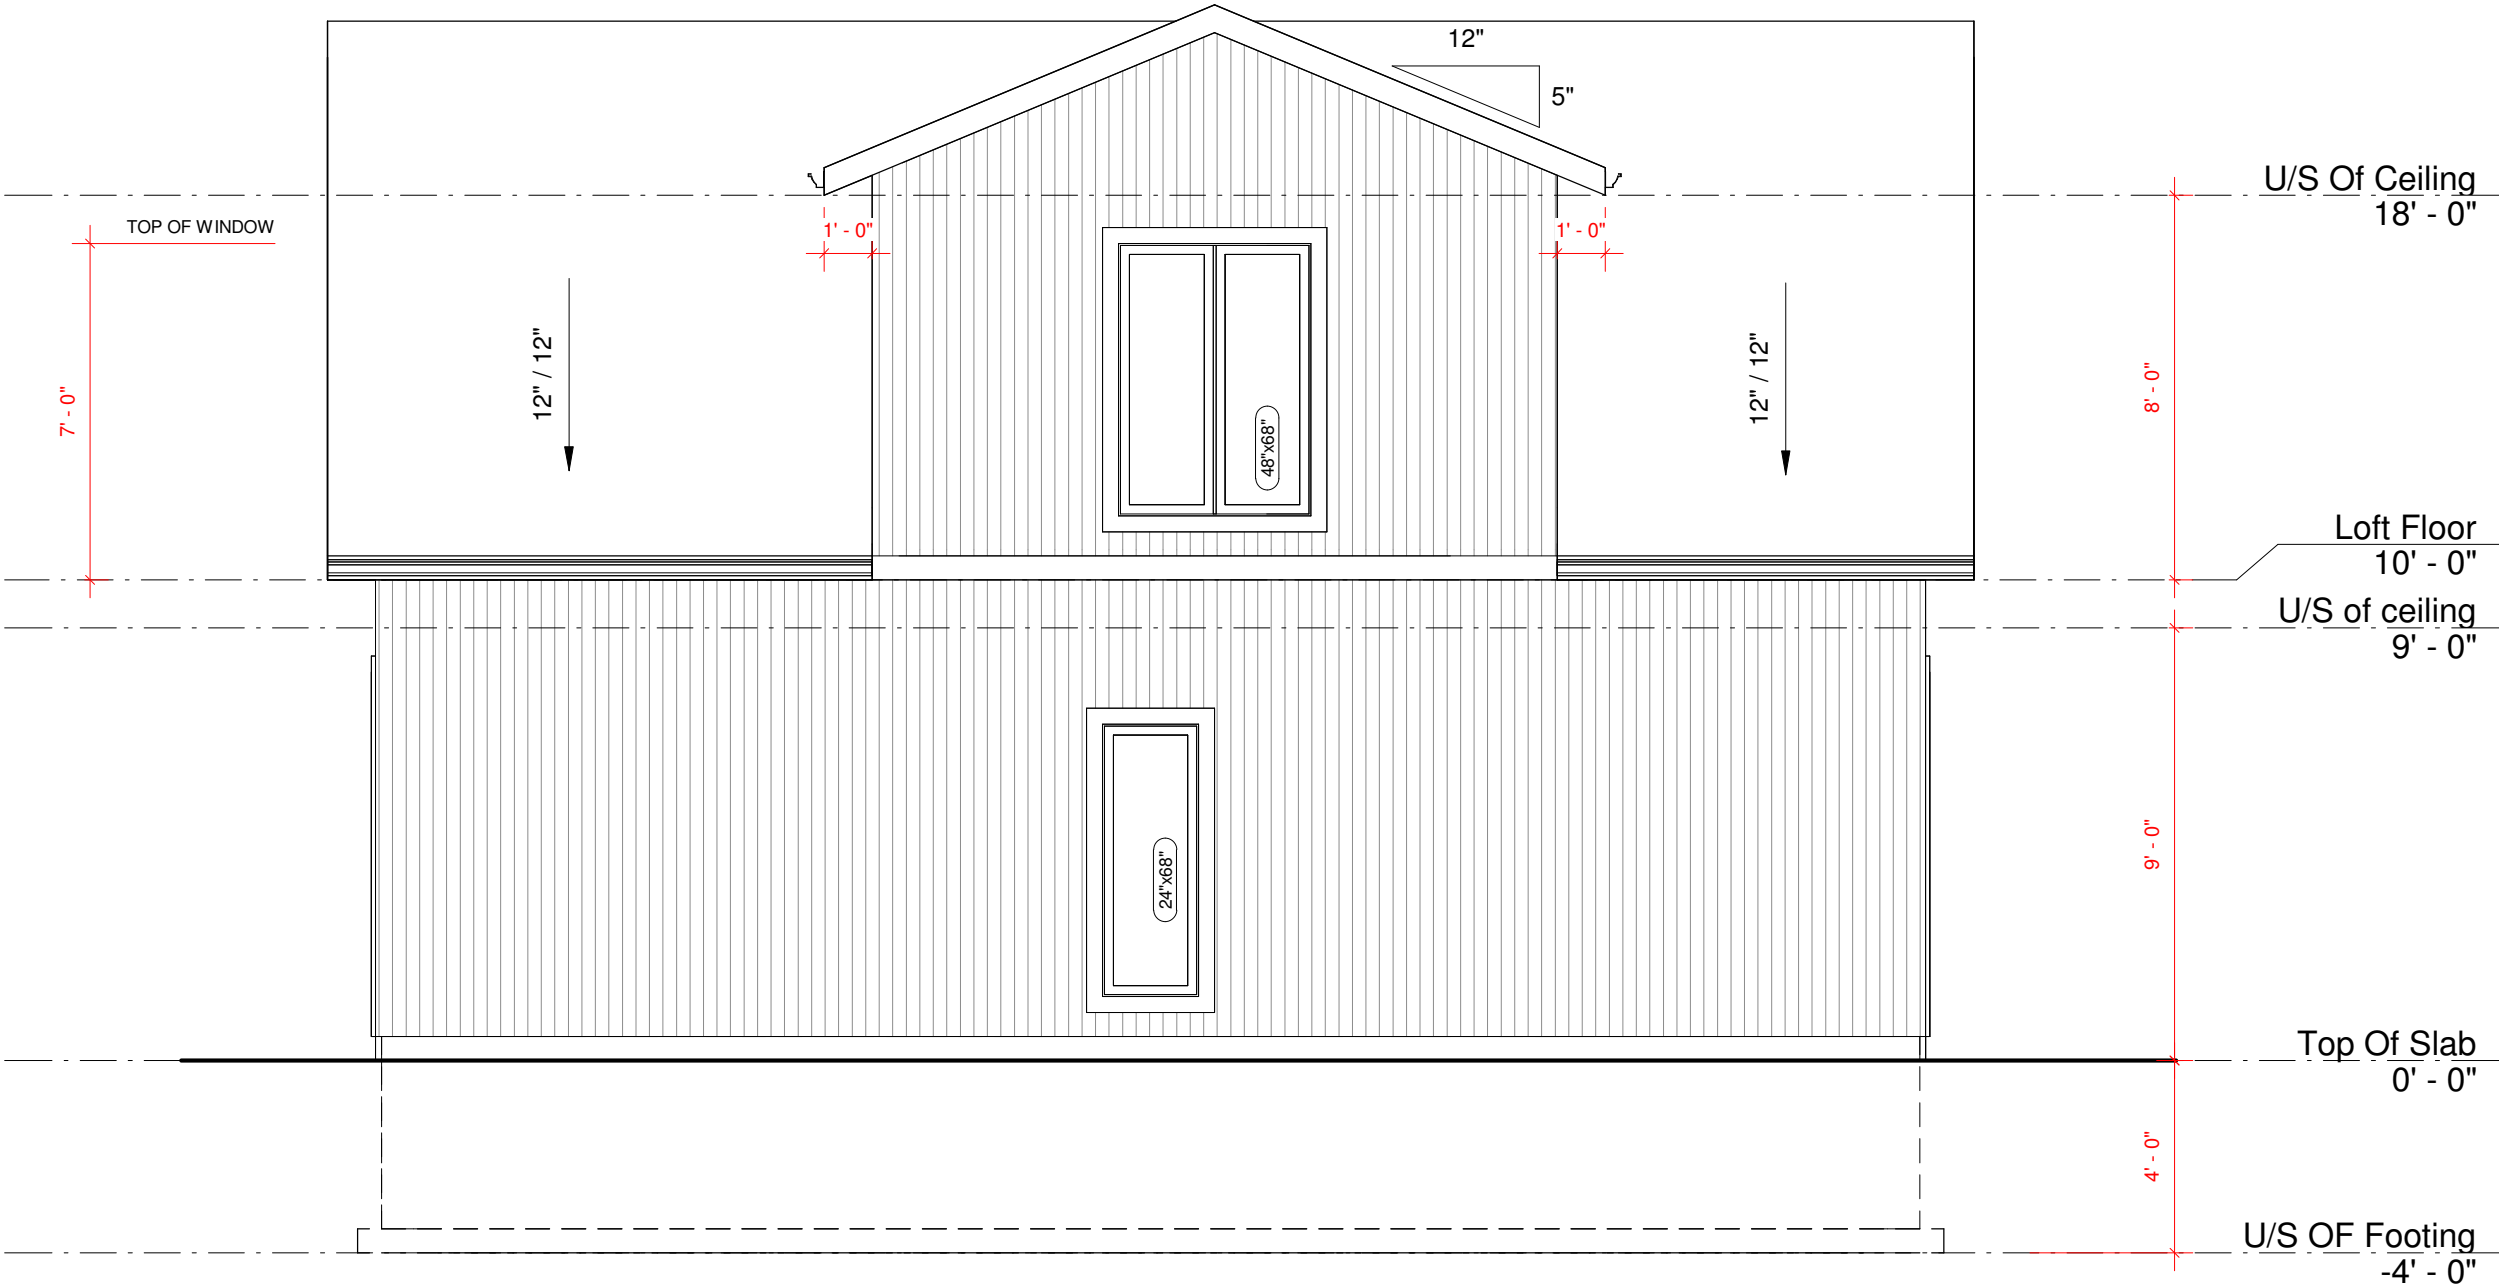 12"
5"
U/S Of Ceiling
18' - 0"
TOP OF WINDOW
1' - 0"
1' - 0"
12" / 12"
12" / 12"
7' - 0"
8' - 0"
48"x68"
Loft Floor
10' - 0"
U/S of ceiling
9' - 0"
24"x68"
9' - 0"
Top Of Slab
0' - 0"
4' - 0"
U/S OF Footing
-4' - 0"